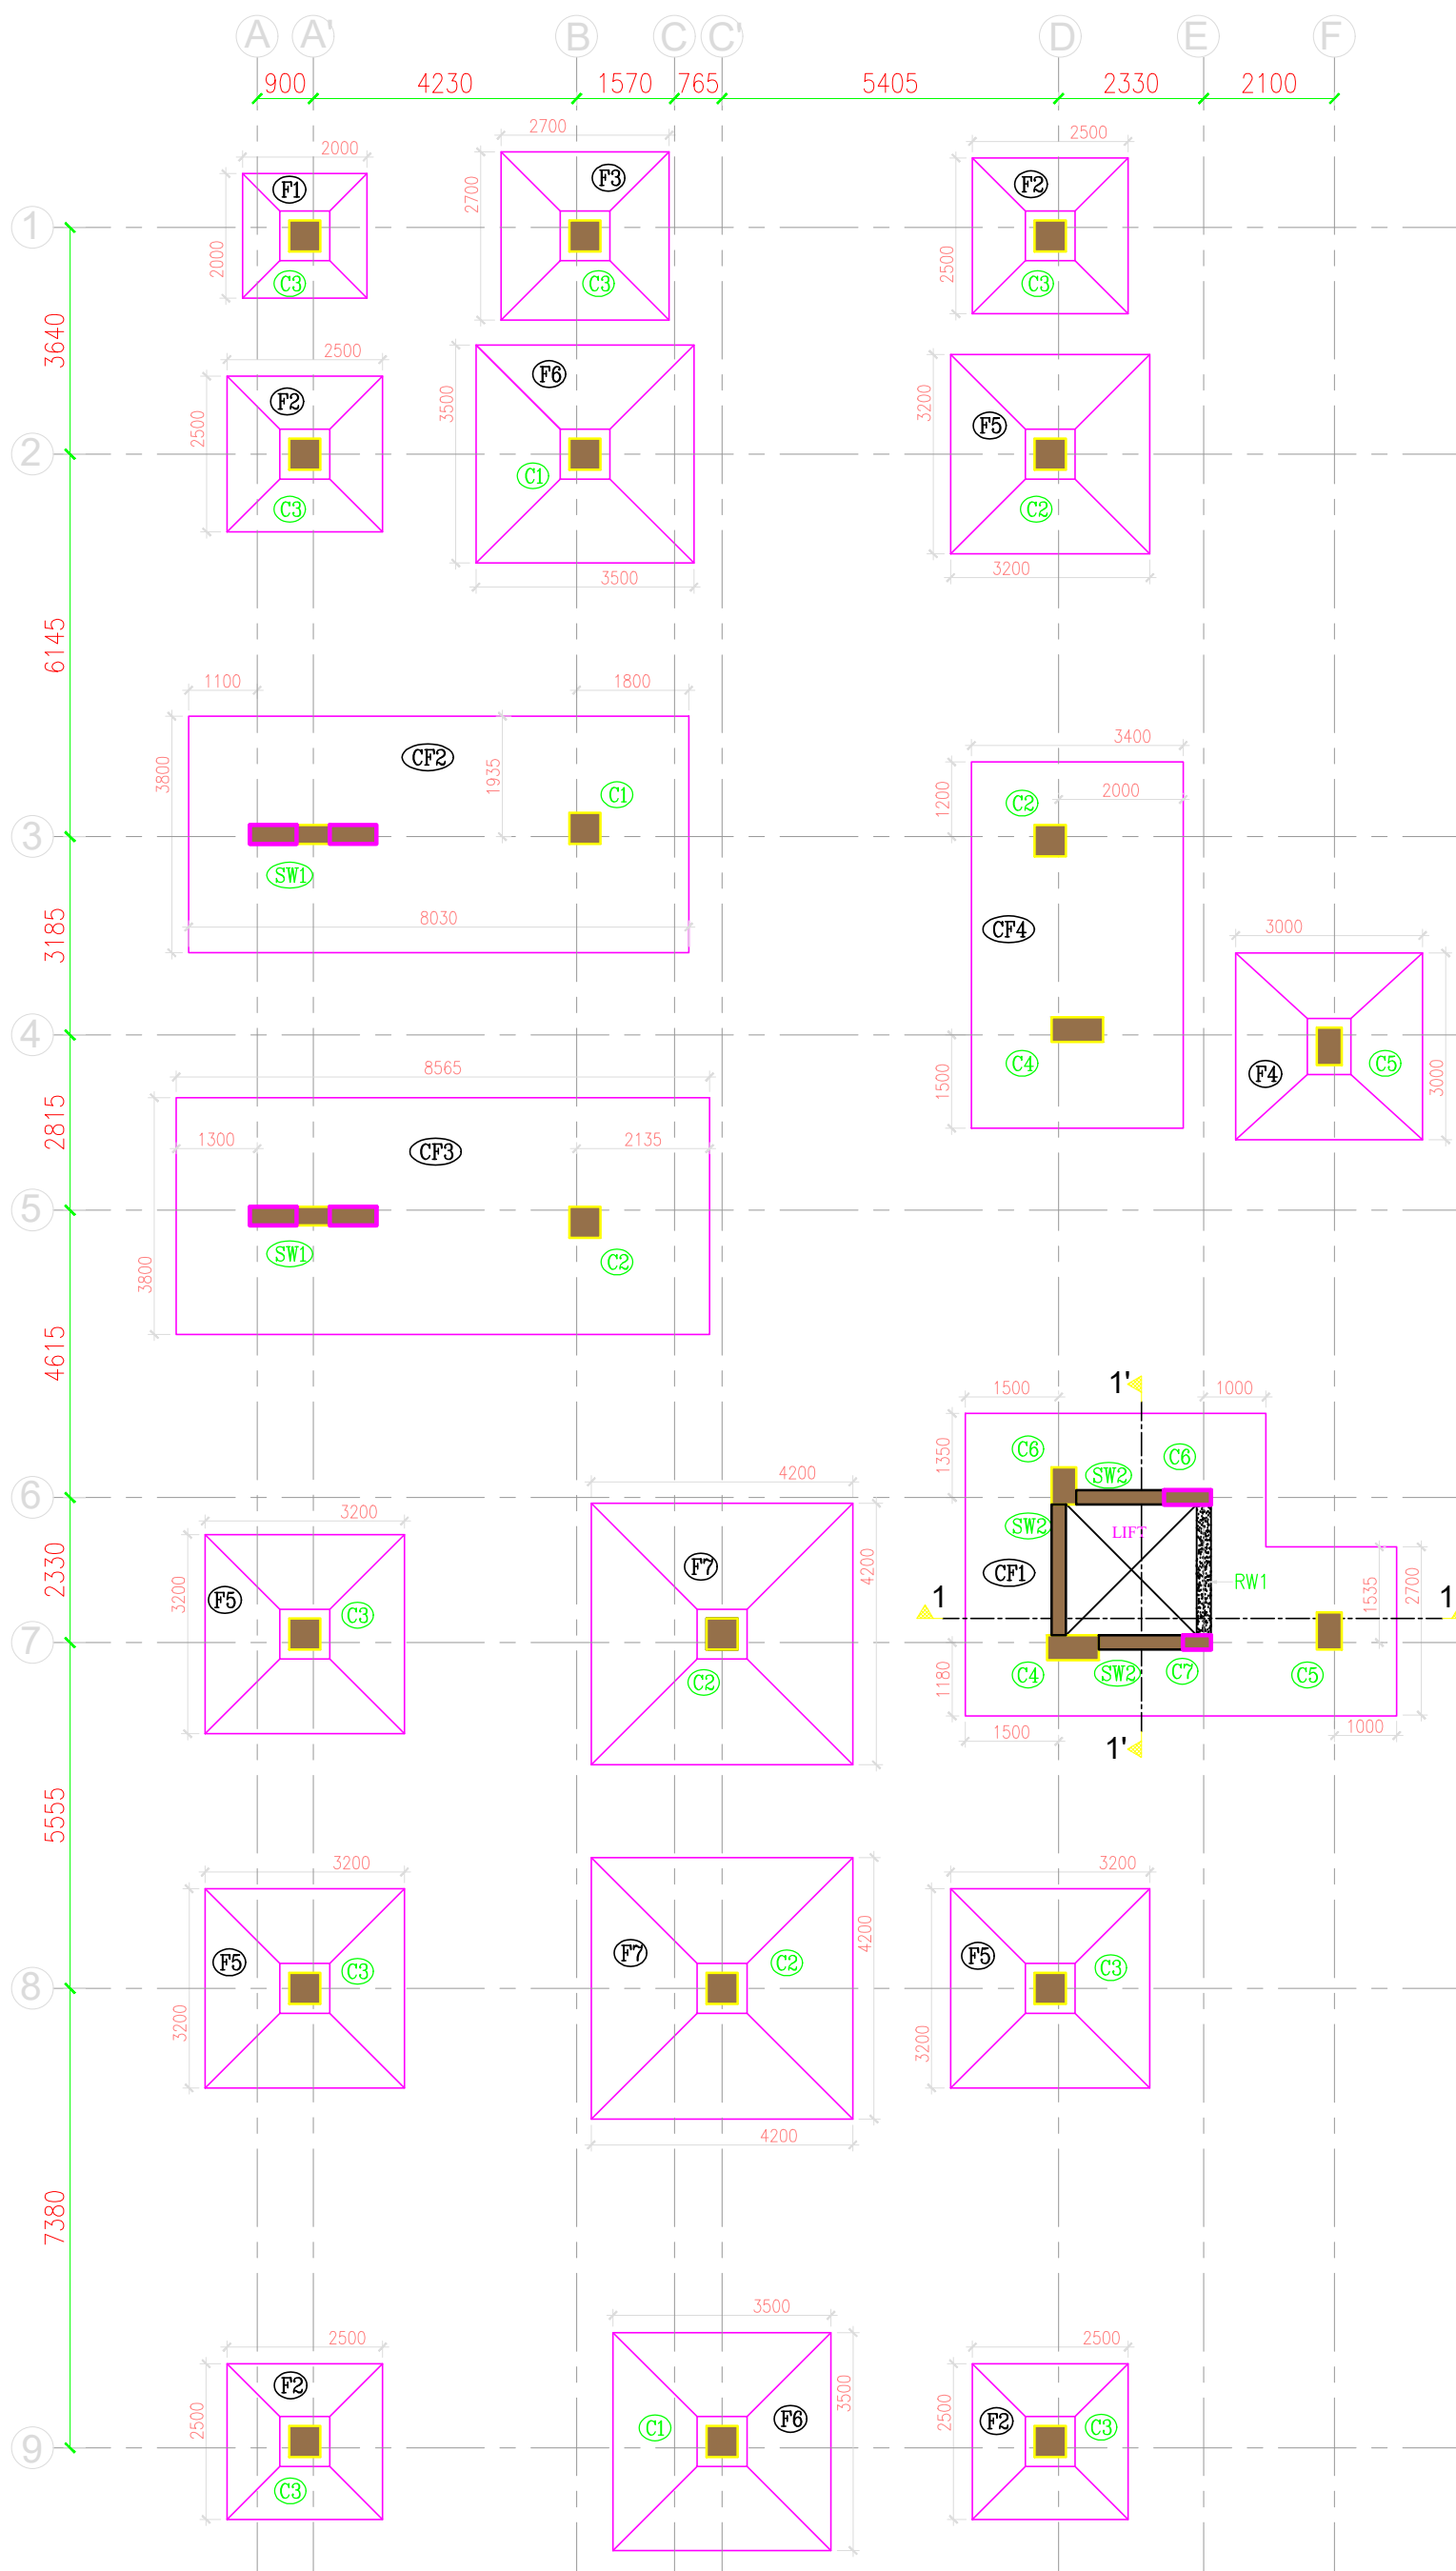 A A' B C C' D E F
900 4230 1570 765 5405 2330 2100
2000 2700 2500
F1 F3 F2
2000 2700 2500
1
C3 C3 C3
3640
2500
F2 F6 F5
2500 3500 3200
2
C1
C3 C2
3200
3500
6145
1100 1800
3400
CF2
3800 1935 C1 1200 2000
C2
3
SW1
8030
3185 CF4 3000
4
C4 F4 C5
8565
1500 3000
2815
1300 CF3 2135
5
SW1 C2
3800
4615
1' 
1500 1000
1350 C6 SW2 C6
4200
6
3200
SW2 LIFT
2330 F7 4200 CF1 RW1
3200 F5 C3 1535 2700
1 1
7
C2 1180 C4 SW2 C7 C5
1500 1000
1'
5555
3200 3200
F5 C3 F7 C2 4200 F5 C3
8
3200 3200
4200
7380
3500
2500 2500
F2
2500 C1 F6 3500 2500 F2 C3
9
C3